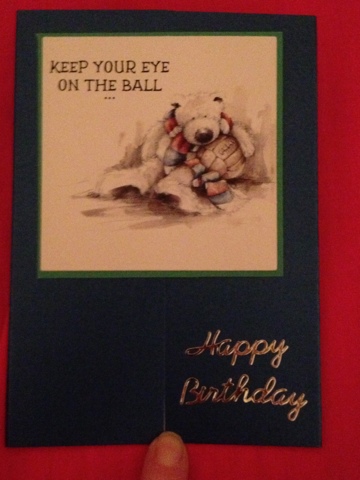 KEEP YOUR EYE
ON THE BALL
...
Happy
Birthday